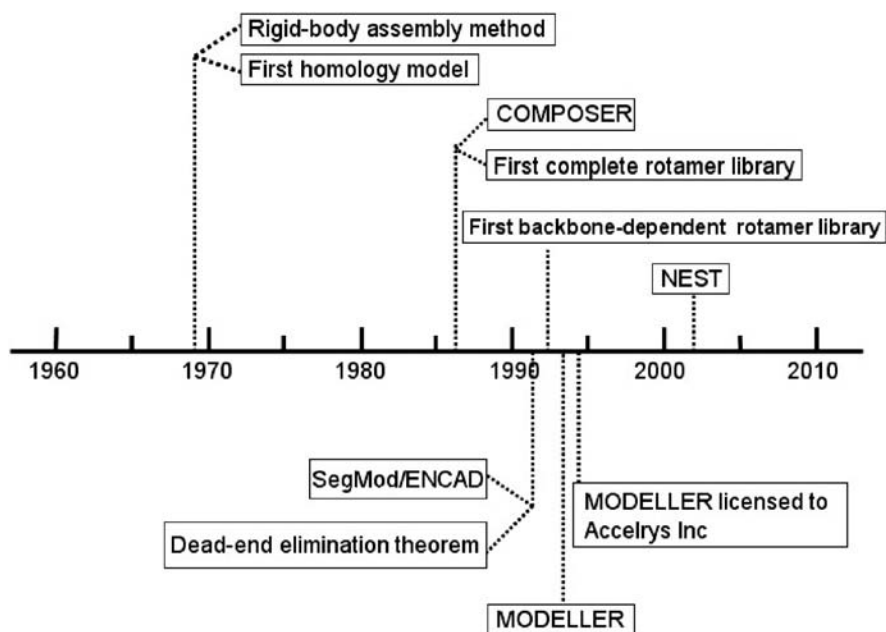 Rigid-body assembly method
First homology model
COMPOSER
First complete rotamer library
First backbone-dependent rotamer library
NEST
1960
1970
1980
1990
2000
2010
SegMod/ENCAD
MODELLER licensed to
Accelrys Inc
Dead-end elimination theorem
MODELLER